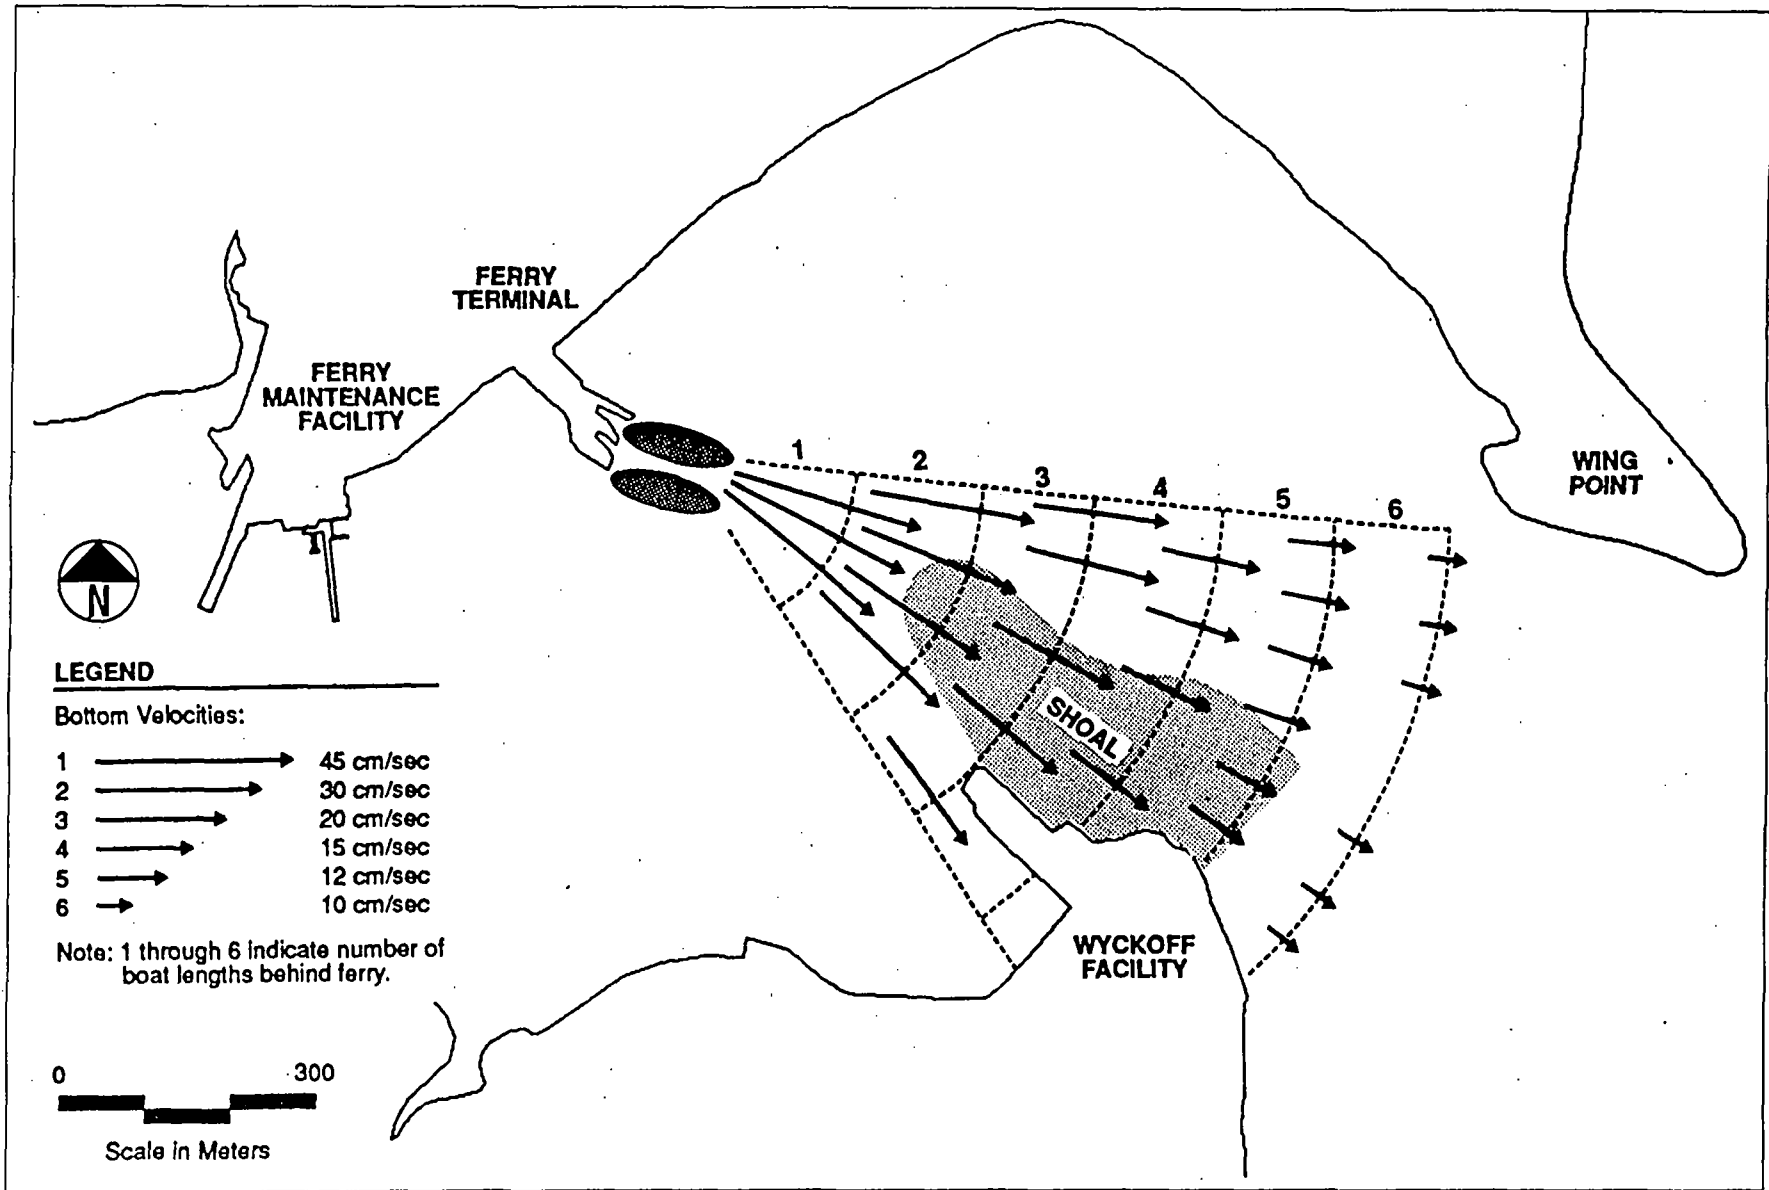 FERRY
TERMINAL
FERRY
MAINTENANCE
FACILITY
1
2
3
4
5
6
WING
POINT
N
SHOAL
WYCKOFF
FACILITY
LEGEND
Bottom Velocities:
1 45 cm/sec
2 30 cm/sec
3 20 cm/sec
4 15 cm/sec
5 12 cm/sec
6 10 cm/sec
Note: 1 through 6 indicate number of
boat lengths behind ferry.
0 300
Scale in Meters